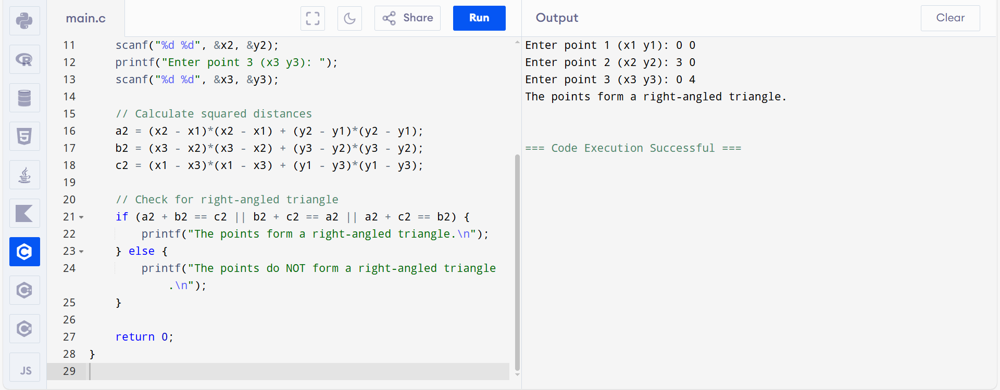 main.c
Share
Run
Output
Clear
11 scanf("%d %d", &x2, &y2);
12 printf("Enter point 3 (x3 y3): ");
13 scanf("%d %d", &x3, &y3);
14
15 // Calculate squared distances
16 a2 = (x2 - x1)*(x2 - x1) + (y2 - y1)*(y2 - y1);
17 b2 = (x3 - x2)*(x3 - x2) + (y3 - y2)*(y3 - y2);
18 c2 = (x1 - x3)*(x1 - x3) + (y1 - y3)*(y1 - y3);
19
20 // Check for right-angled triangle
21 if (a2 + b2 == c2 || b2 + c2 == a2 || a2 + c2 == b2) {
22 printf("The points form a right-angled triangle.\n");
23 } else {
24 printf("The points do NOT form a right-angled triangle
.\n");
25 }
26
27 return 0;
28 }
29
Enter point 1 (x1 y1): 0 0
Enter point 2 (x2 y2): 3 0
Enter point 3 (x3 y3): 0 4
The points form a right-angled triangle.
=== Code Execution Successful ===
R
5
C
C++
C#
JS